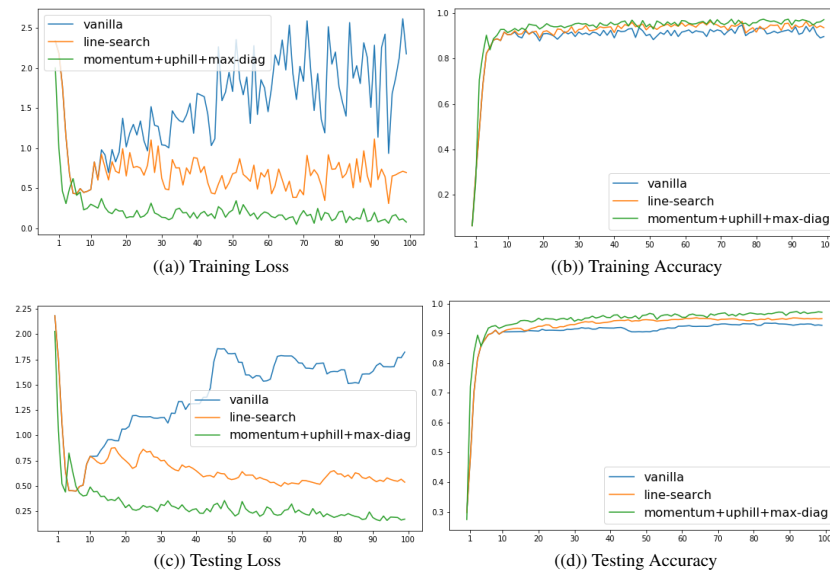 vanilla
line-search
momentum+uphill+max-diag
2.5
2.0
1.5
1.0
0.5
0.0
1 10 20 30 40 50 60 70 80 90 100
((a)) Training Loss
1.0
0.8
0.6
0.4
0.2
vanilla
line-search
momentum+uphill+max-diag
1 10 20 30 40 50 60 70 80 90 100
((b)) Training Accuracy
2.25
2.00
1.75
1.50
1.25
1.00
0.75
0.50
0.25
vanilla
line-search
momentum+uphill+max-diag
1 10 20 30 40 50 60 70 80 90 100
((c)) Testing Loss
1.0
0.9
0.8
0.7
0.6
0.5
0.4
0.3
vanilla
line-search
momentum+uphill+max-diag
1 10 20 30 40 50 60 70 80 90 100
((d)) Testing Accuracy